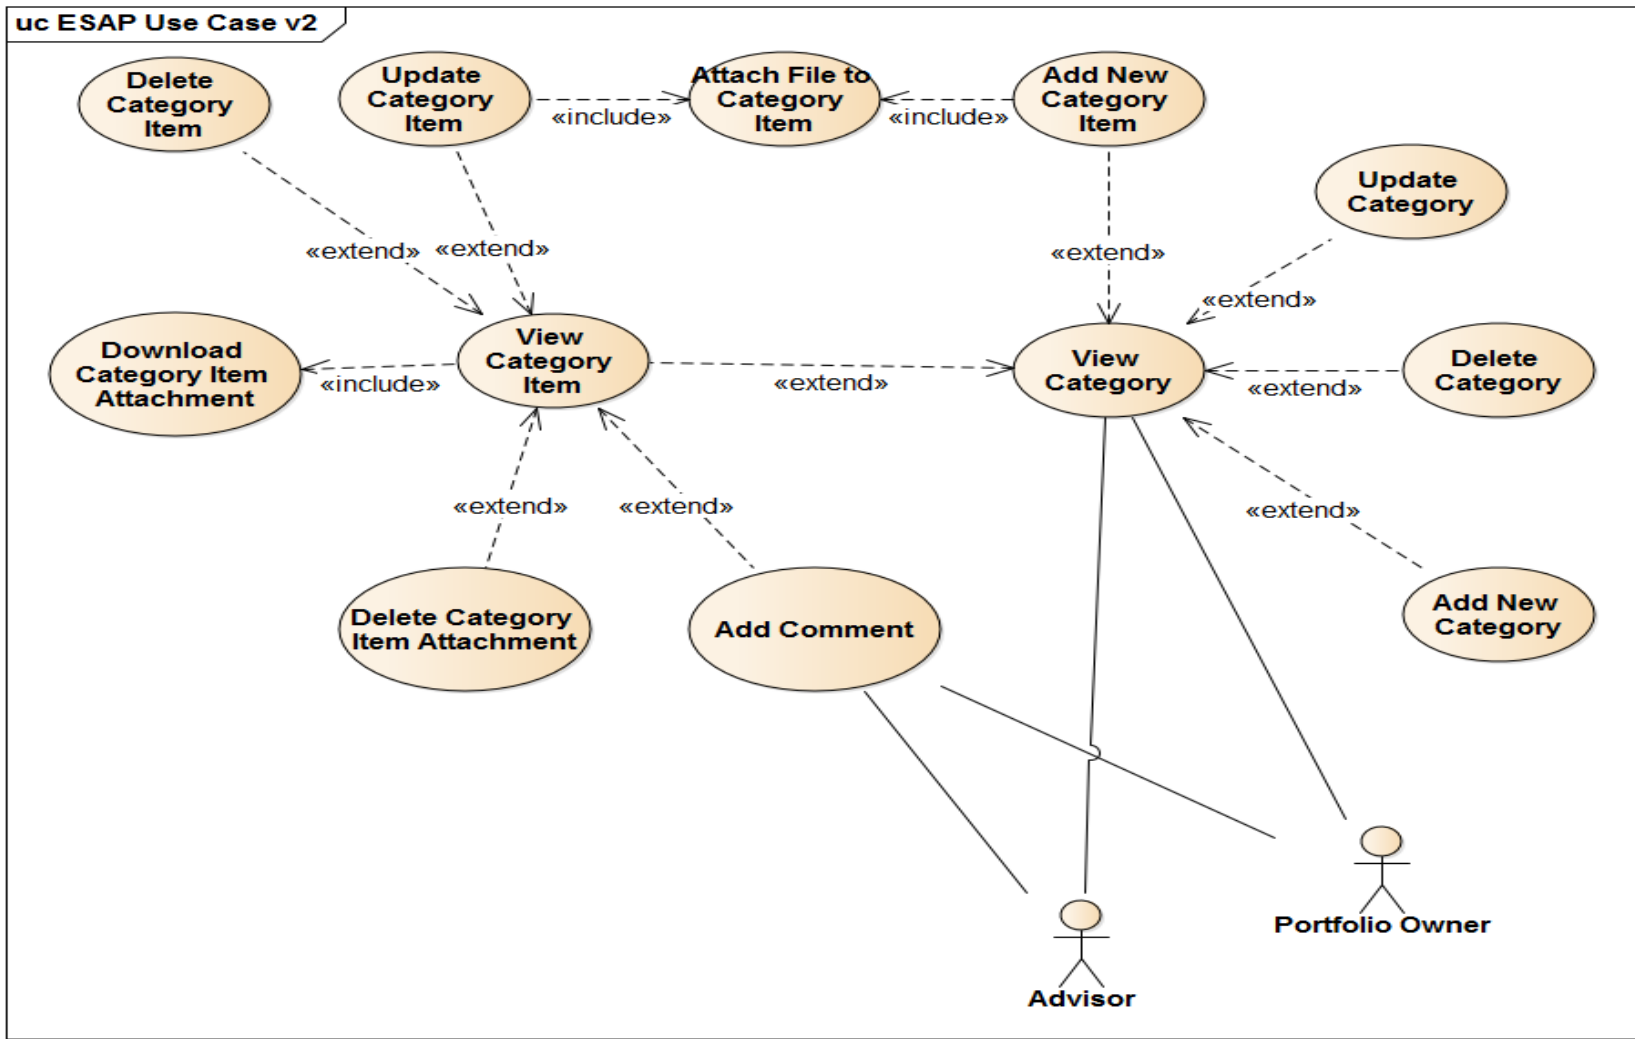 uc ESAP Use Case v2
Delete
Category
Item
Update
Category
Item
«include»
Attach File to
Category
Item
«include»
Add New
Category
Item
Update
Category
«extend»
«extend»
«extend»
«extend»
Download
Category Item
Attachment
«include»
View
Category
Item
«extend»
View
Category
«extend»
Delete
Category
«extend»
«extend»
«extend»
Delete Category
Item Attachment
Add Comment
Add New
Category
Portfolio Owner
Advisor